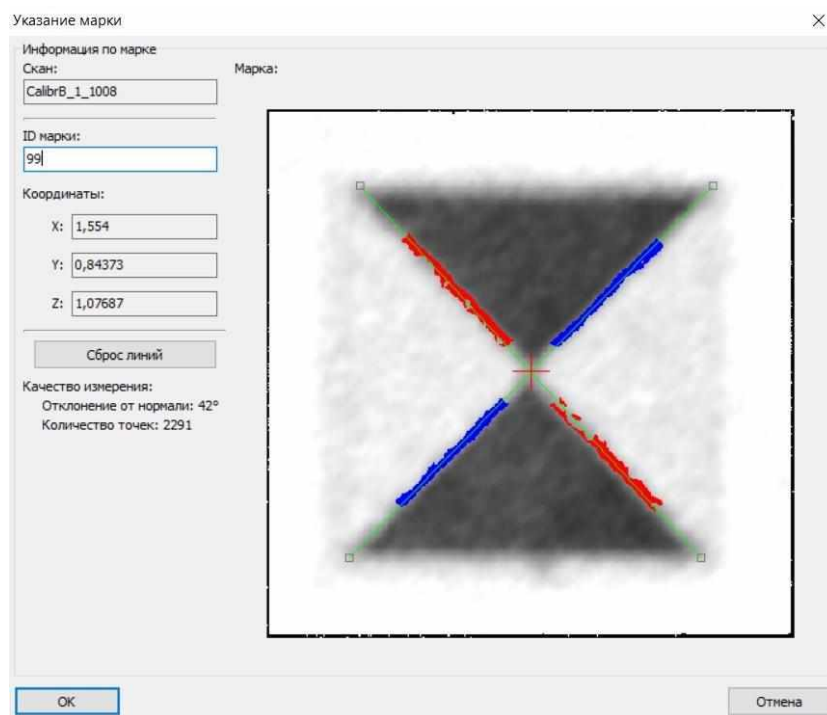 Указание марки
Информация по марке
Скан:
CalibrB_1_1008
ID марки:
99
Координаты:
X: 1,554
Y: 0,84373
Z: 1,07687
Сброс линий
Качество измерения:
Отклонение от нормали: 42°
Количество точек: 2291
Марка:
OK
Отмена